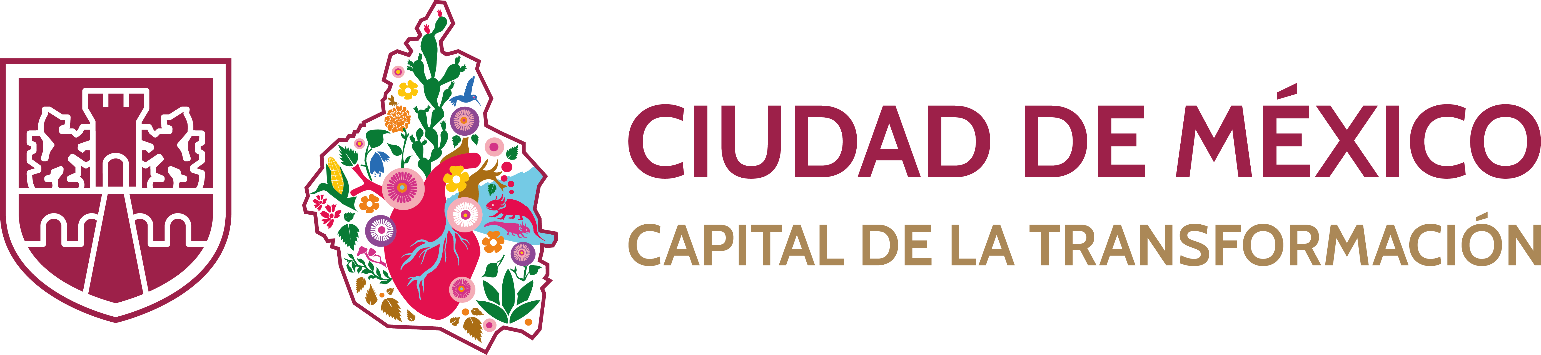 CIUDAD DE MÉXICO
CAPITAL DE LA TRANSFORMACIÓN